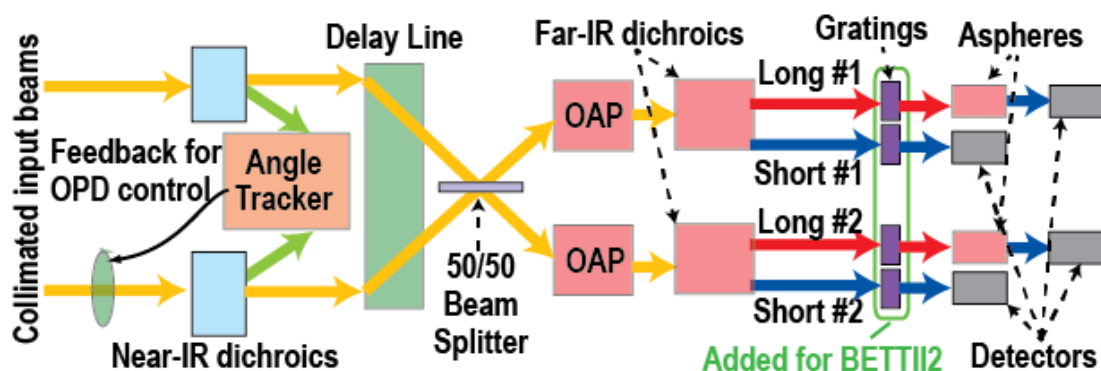 Collimated input beams
Delay Line
Far-IR dichroics
Gratings
Aspheres
Long #1
OAP
Feedback for
OPD control
Angle
Tracker
Short #1
Long #2
OAP
50/50
Beam
Splitter
Short #2
Near-IR dichroics
Added for BETTII2
Detectors